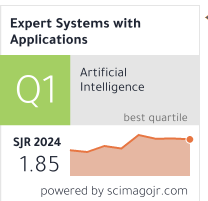 Expert Systems with
Applications
Q1
Artificial
Intelligence
best quartile
SJR 2024
1.85
powered by scimagojr.com